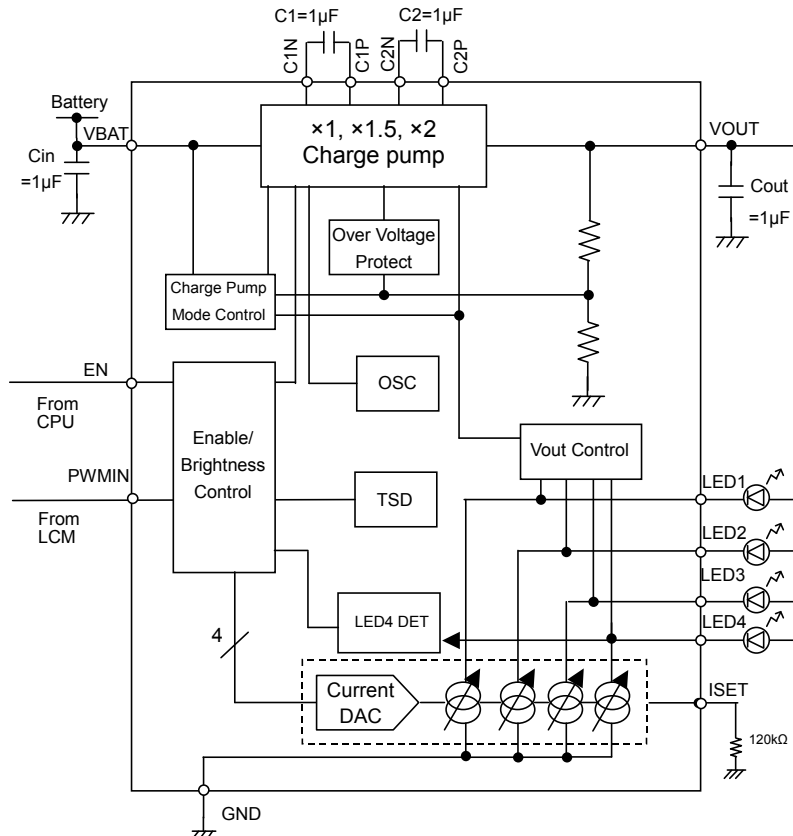 C1=1µF
C2=1µF
C1N
C1P
C2N
C2P
Battery
VBAT
Cin
=1µF
×1, ×1.5, ×2
Charge pump
VOUT
Cout
=1µF
Over Voltage
Protect
Charge Pump
Mode Control
EN
From
CPU
OSC
Enable/
Brightness
Control
Vout Control
PWMIN
From
LCM
TSD
LED1
LED2
LED3
LED4
LED4 DET
4
Current
DAC
ISET
120kΩ
GND